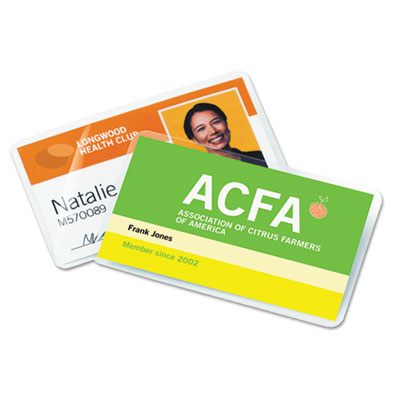 LONGWOOD
HEALTH CLUB
Natalie
M570089
ACFA
ASSOCIATION OF CITRUS FARMERS
OF AMERICA
Frank Jones
Member since 2002